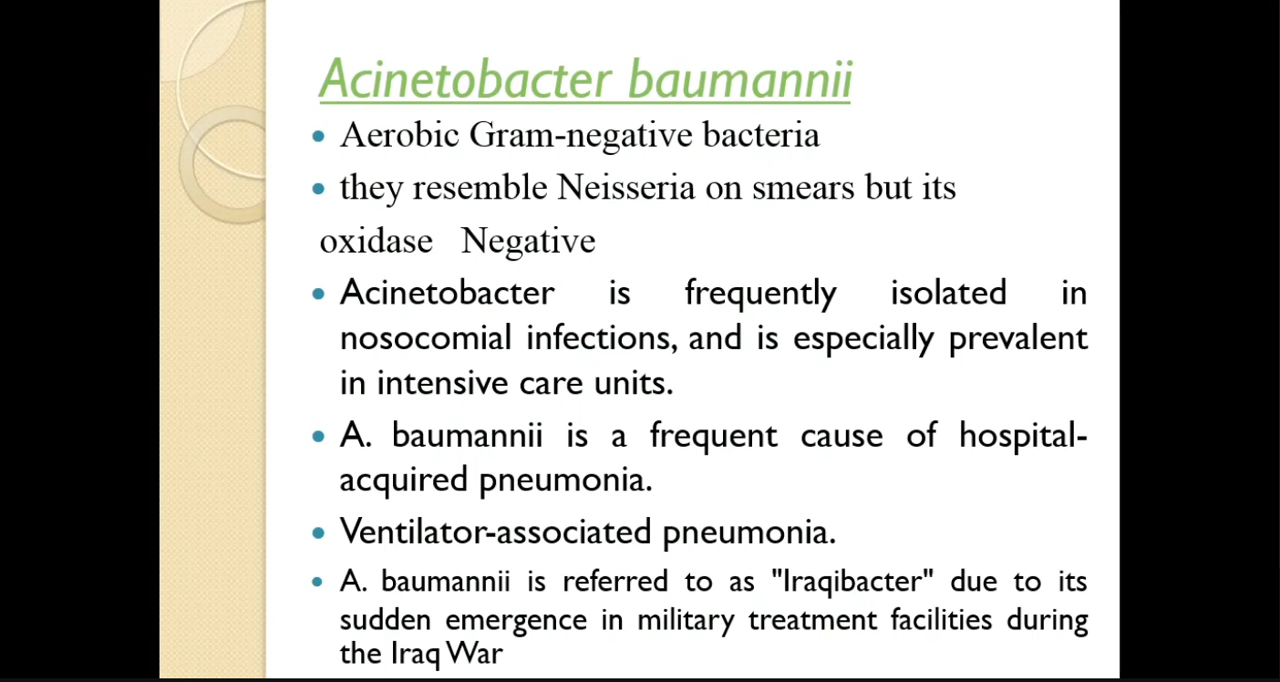 Acinetobacter baumannii
• Aerobic Gram-negative bacteria
• they resemble Neisseria on smears but its
oxidase Negative
• Acinetobacter is frequently isolated in
nosocomial infections, and is especially prevalent
in intensive care units.
• A. baumannii is a frequent cause of hospital-
acquired pneumonia.
• Ventilator-associated pneumonia.
• A. baumannii is referred to as "Iraqibacter" due to its
sudden emergence in military treatment facilities during
the Iraq War